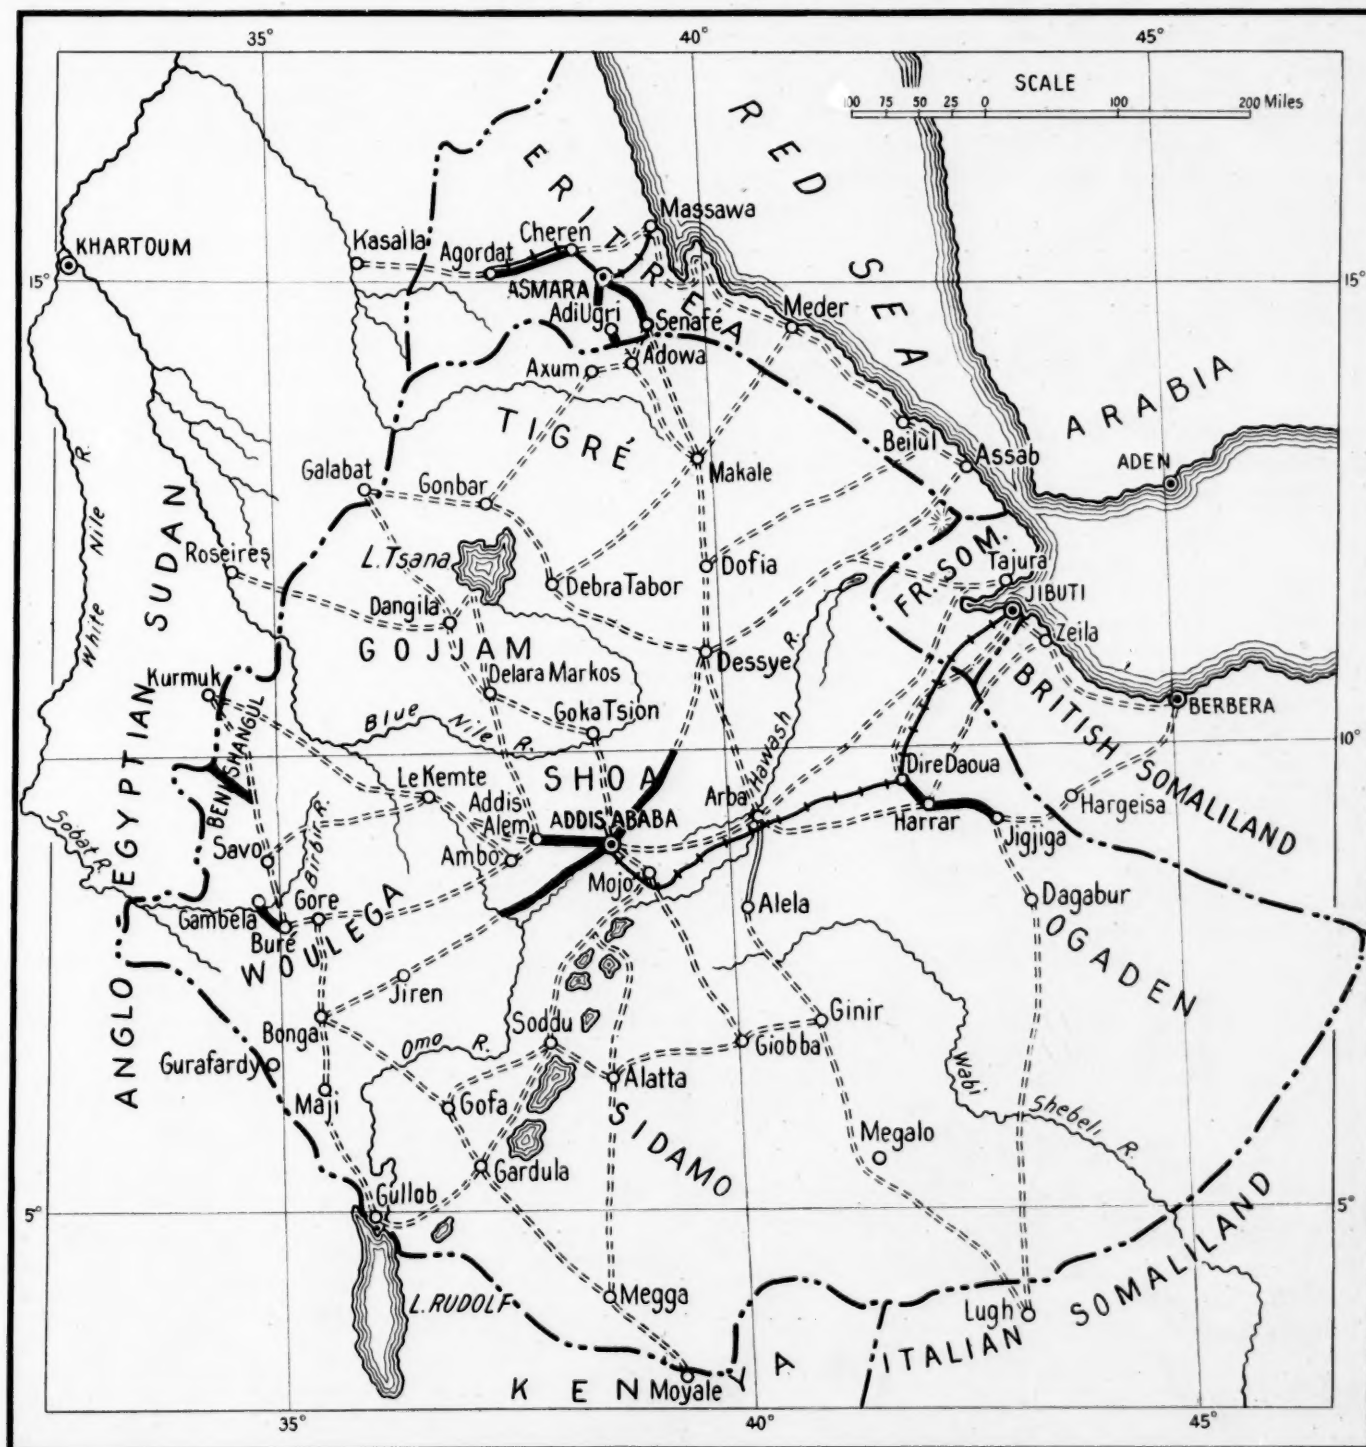 35°
40°
45°
SCALE
100 75 50 25 0 100 200 Miles
RED SEA
ERITREA
Massawa
Cheren
KHARTOUM
Kasalla
Agordat
15°
15°
ASMARA
Adi Ugri
Senafé
Meder
Axum
Adowa
ARABIA
TIGRÉ
Beilul
Assab
ADEN
Galabat
Gonbar
Makale
White Nile R.
ANGLO-EGYPTIAN SUDAN
Roseires
L. Tsana
Debra Tabor
Dofia
FR. SOM.
Tajura
JIBUTI
Dangila
GOJJAM
Dessye
Zeila
Kurmuk
Delara Markos
Goka Tsion
Blue Nile R.
BRITISH SOMALILAND
BERBERA
10°
10°
BENI SHANGUL
Le Kemte
SHOA
Hawash R.
Dire Daoua
Addis Alem
ADDIS ABABA
Arba
Harrar
Hargeisa
Jigjiga
Sobat R.
Savo
Birbir R.
Ambo
Mojo
Gambela
Gore
Alela
Dagabur
Buré
WOULEGA
OGADEN
Jiren
Bonga
Soddu
Ginir
Omo R.
Giobba
Gurafardy
Alatta
Wabi Shebeli R.
Maji
Gofa
SIDAMO
Megalo
Gardula
Gullab
5°
5°
L. RUDOLF
Megga
Lugh
ITALIAN SOMALILAND
Moyale
KENYA
35°
40°
45°